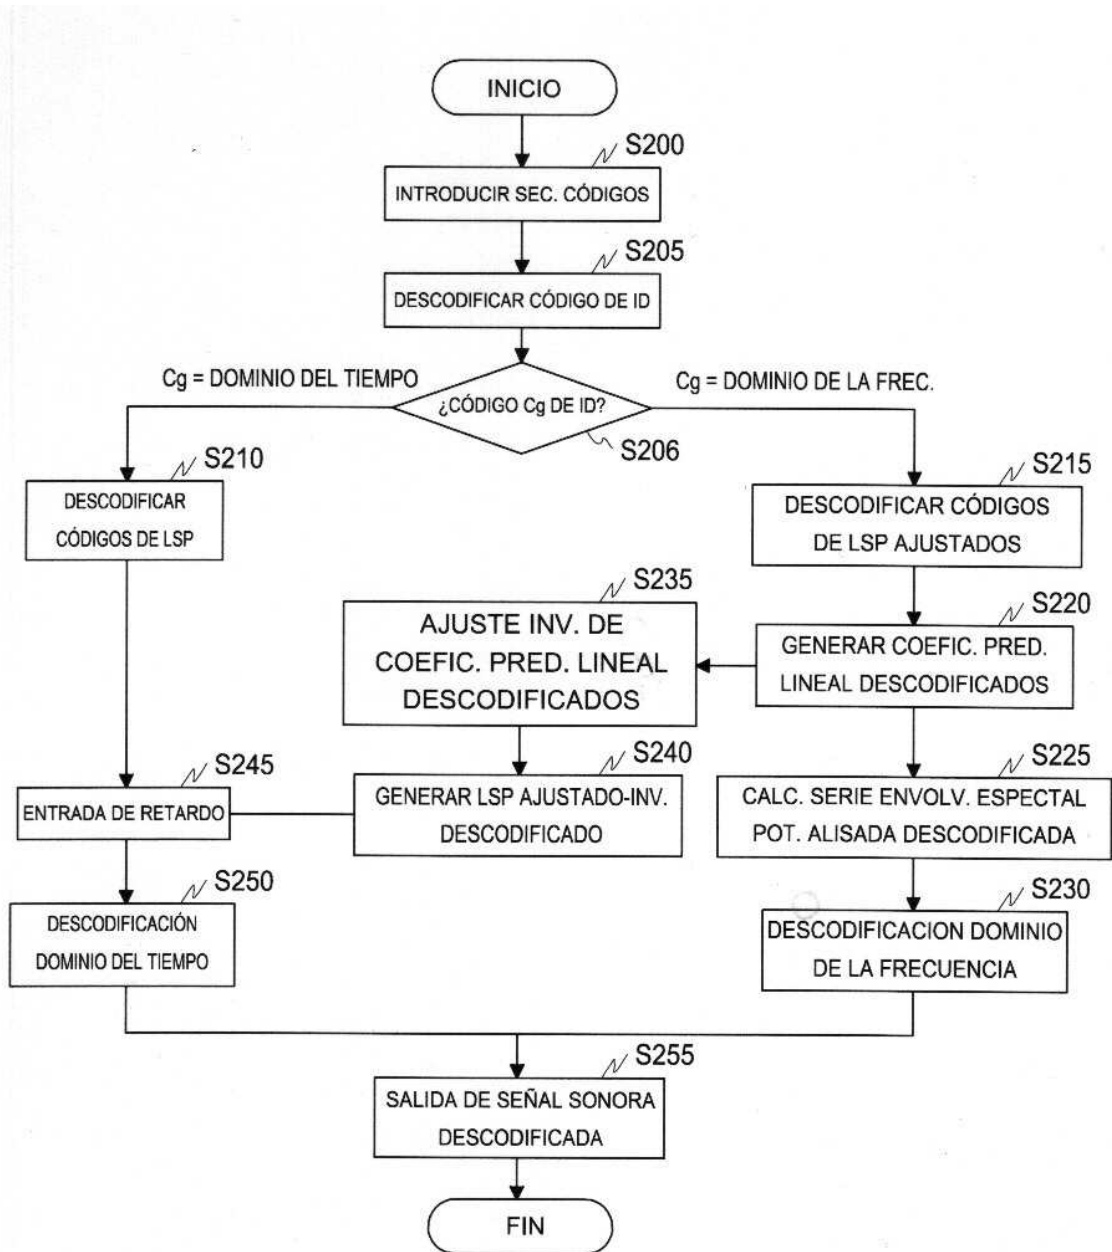 INICIO
S200
INTRODUCIR SEC. CÓDIGOS
S205
DESCODIFICAR CÓDIGO DE ID
Cg = DOMINIO DEL TIEMPO
Cg = DOMINIO DE LA FREC.
¿CÓDIGO Cg DE ID?
S206
S210
DESCODIFICAR
CÓDIGOS DE LSP
S215
DESCODIFICAR CÓDIGOS
DE LSP AJUSTADOS
S235
AJUSTE INV. DE
COEFIC. PRED. LINEAL
DESCODIFICADOS
S220
GENERAR COEFIC. PRED.
LINEAL DESCODIFICADOS
S245
ENTRADA DE RETARDO
S240
GENERAR LSP AJUSTADO-INV.
DESCODIFICADO
S225
CALC. SERIE ENVOLV. ESPECTAL
POT. ALISADA DESCODIFICADA
S250
DESCODIFICACIÓN
DOMINIO DEL TIEMPO
S230
DESCODIFICACION DOMINIO
DE LA FRECUENCIA
S255
SALIDA DE SEÑAL SONORA
DESCODIFICADA
FIN